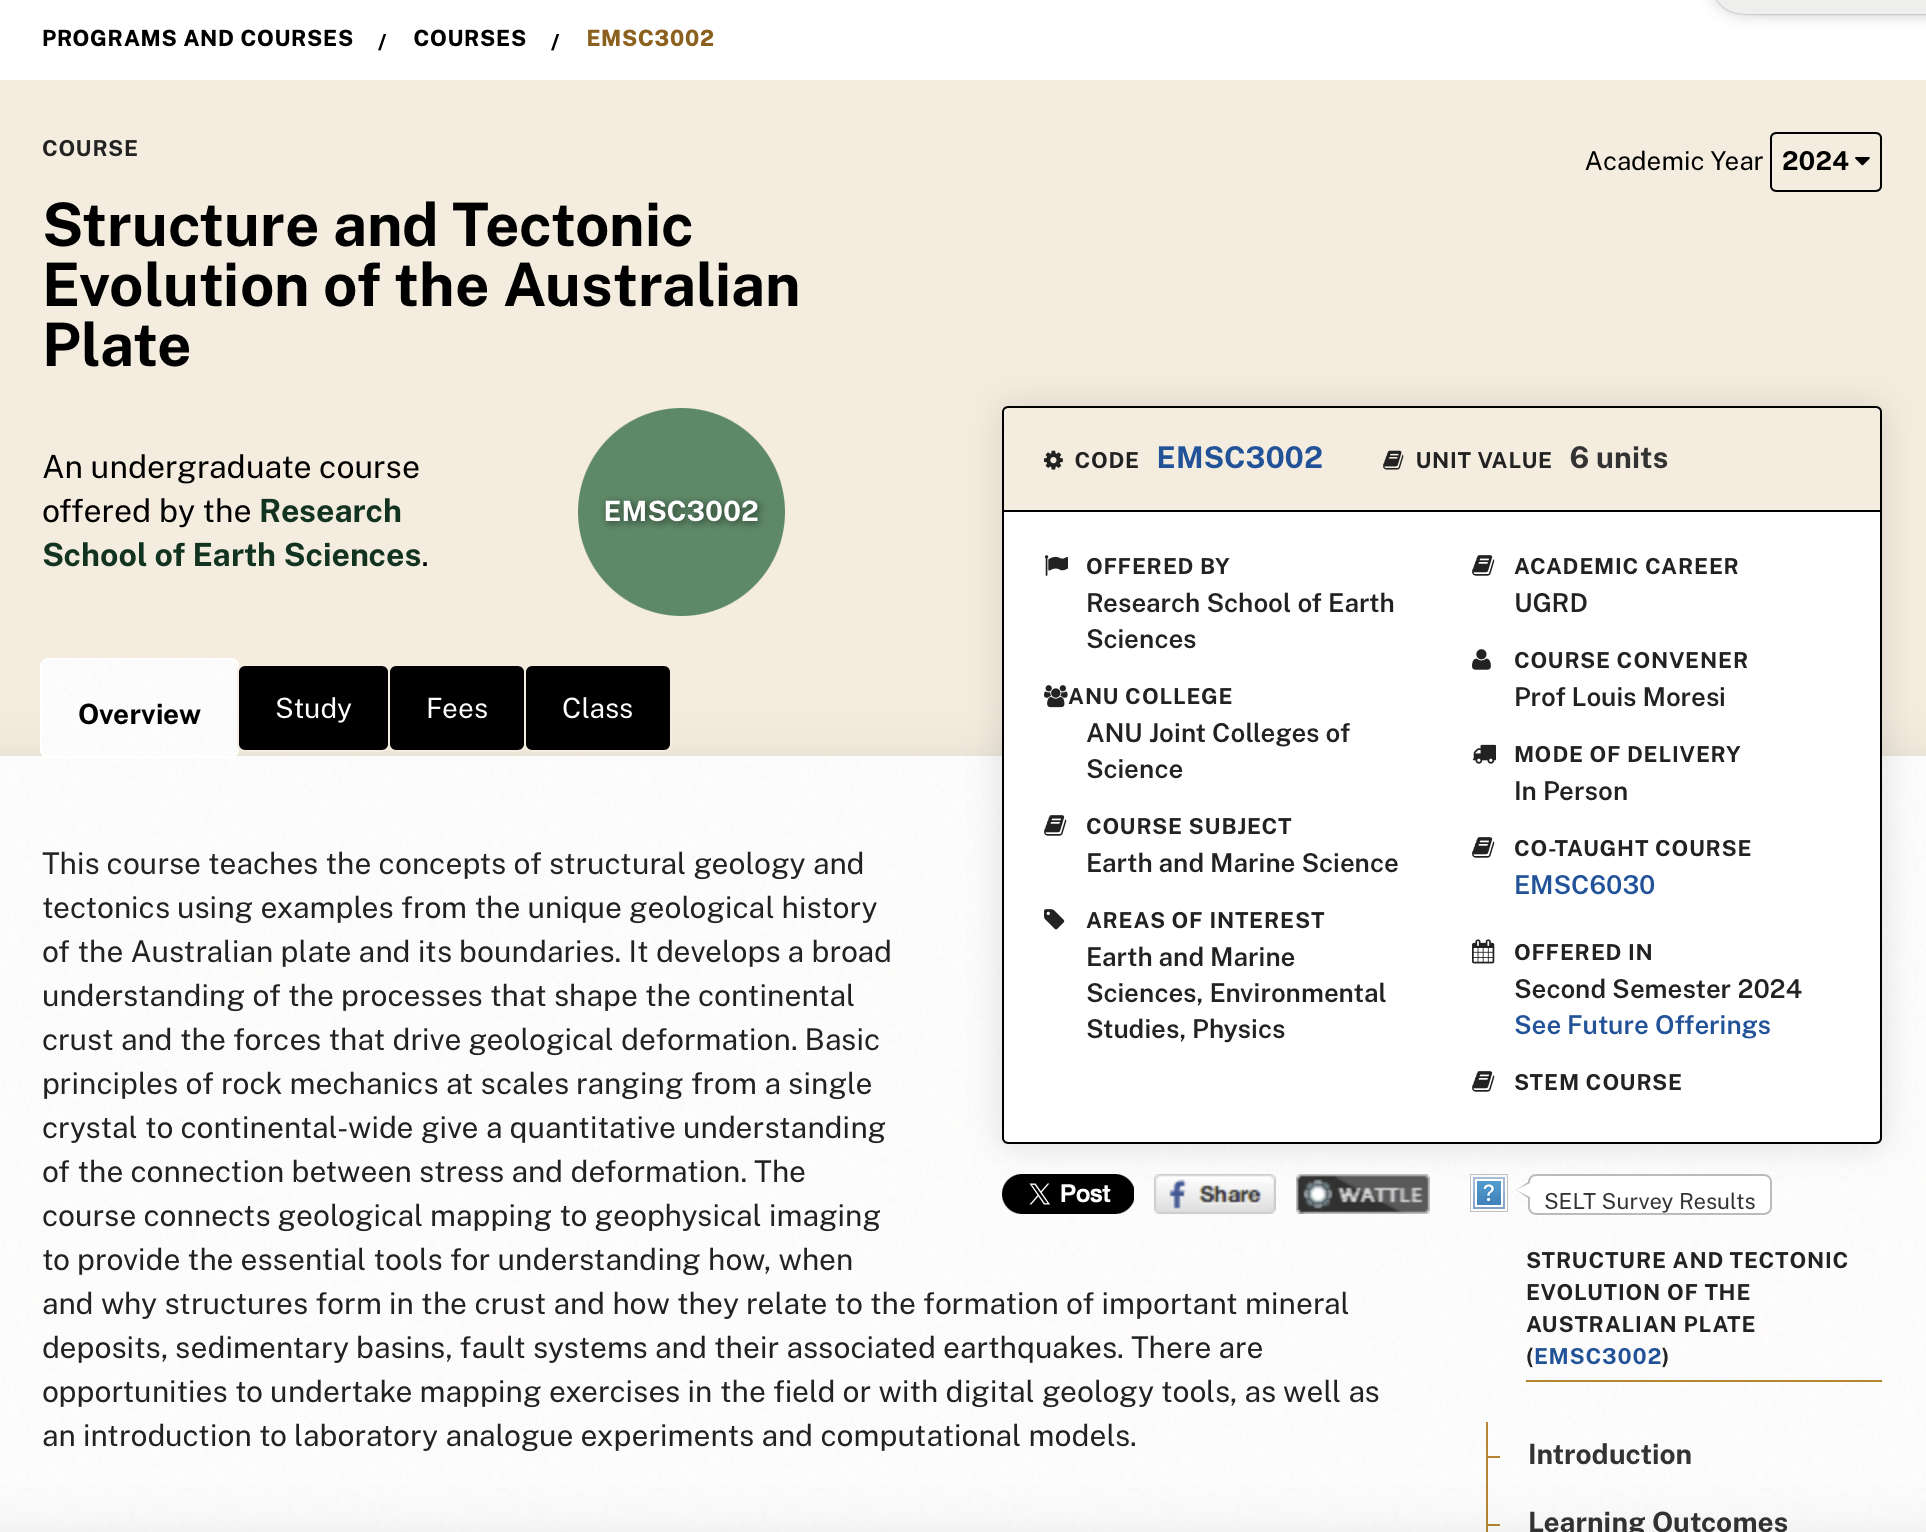 PROGRAMS AND COURSES / COURSES / EMSC3002
COURSE
Academic Year 2024
Structure and Tectonic
Evolution of the Australian
Plate
An undergraduate course
offered by the Research
School of Earth Sciences.
EMSC3002
Overview
Study
Fees
Class
CODE EMSC3002
UNIT VALUE 6 units
OFFERED BY
Research School of Earth
Sciences
ANU COLLEGE
ANU Joint Colleges of
Science
COURSE SUBJECT
Earth and Marine Science
AREAS OF INTEREST
Earth and Marine
Sciences, Environmental
Studies, Physics
ACADEMIC CAREER
UGRD
COURSE CONVENER
Prof Louis Moresi
MODE OF DELIVERY
In Person
CO-TAUGHT COURSE
EMSC6030
OFFERED IN
Second Semester 2024
See Future Offerings
STEM COURSE
X Post
f Share
WATTLE
?
SELT Survey Results
This course teaches the concepts of structural geology and
tectonics using examples from the unique geological history
of the Australian plate and its boundaries. It develops a broad
understanding of the processes that shape the continental
crust and the forces that drive geological deformation. Basic
principles of rock mechanics at scales ranging from a single
crystal to continental-wide give a quantitative understanding
of the connection between stress and deformation. The
course connects geological mapping to geophysical imaging
to provide the essential tools for understanding how, when
and why structures form in the crust and how they relate to the formation of important mineral
deposits, sedimentary basins, fault systems and their associated earthquakes. There are
opportunities to undertake mapping exercises in the field or with digital geology tools, as well as
an introduction to laboratory analogue experiments and computational models.
STRUCTURE AND TECTONIC
EVOLUTION OF THE
AUSTRALIAN PLATE
(EMSC3002)
Introduction
Learning Outcomes